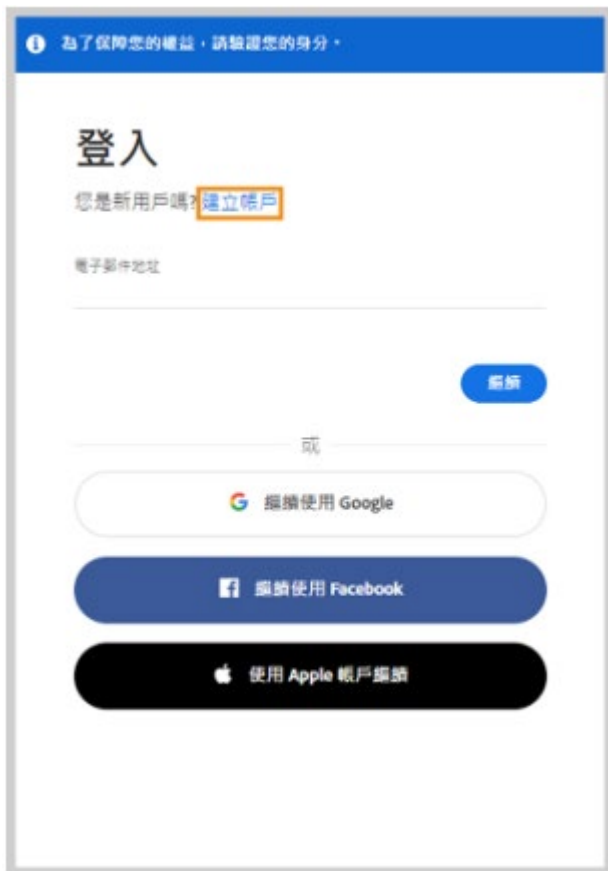 為了保障您的權益，請驗證您的身分。
登入
您是新用戶嗎? 建立帳戶
電子郵件地址
繼續
或
繼續使用 Google
繼續使用 Facebook
使用 Apple 帳戶繼續